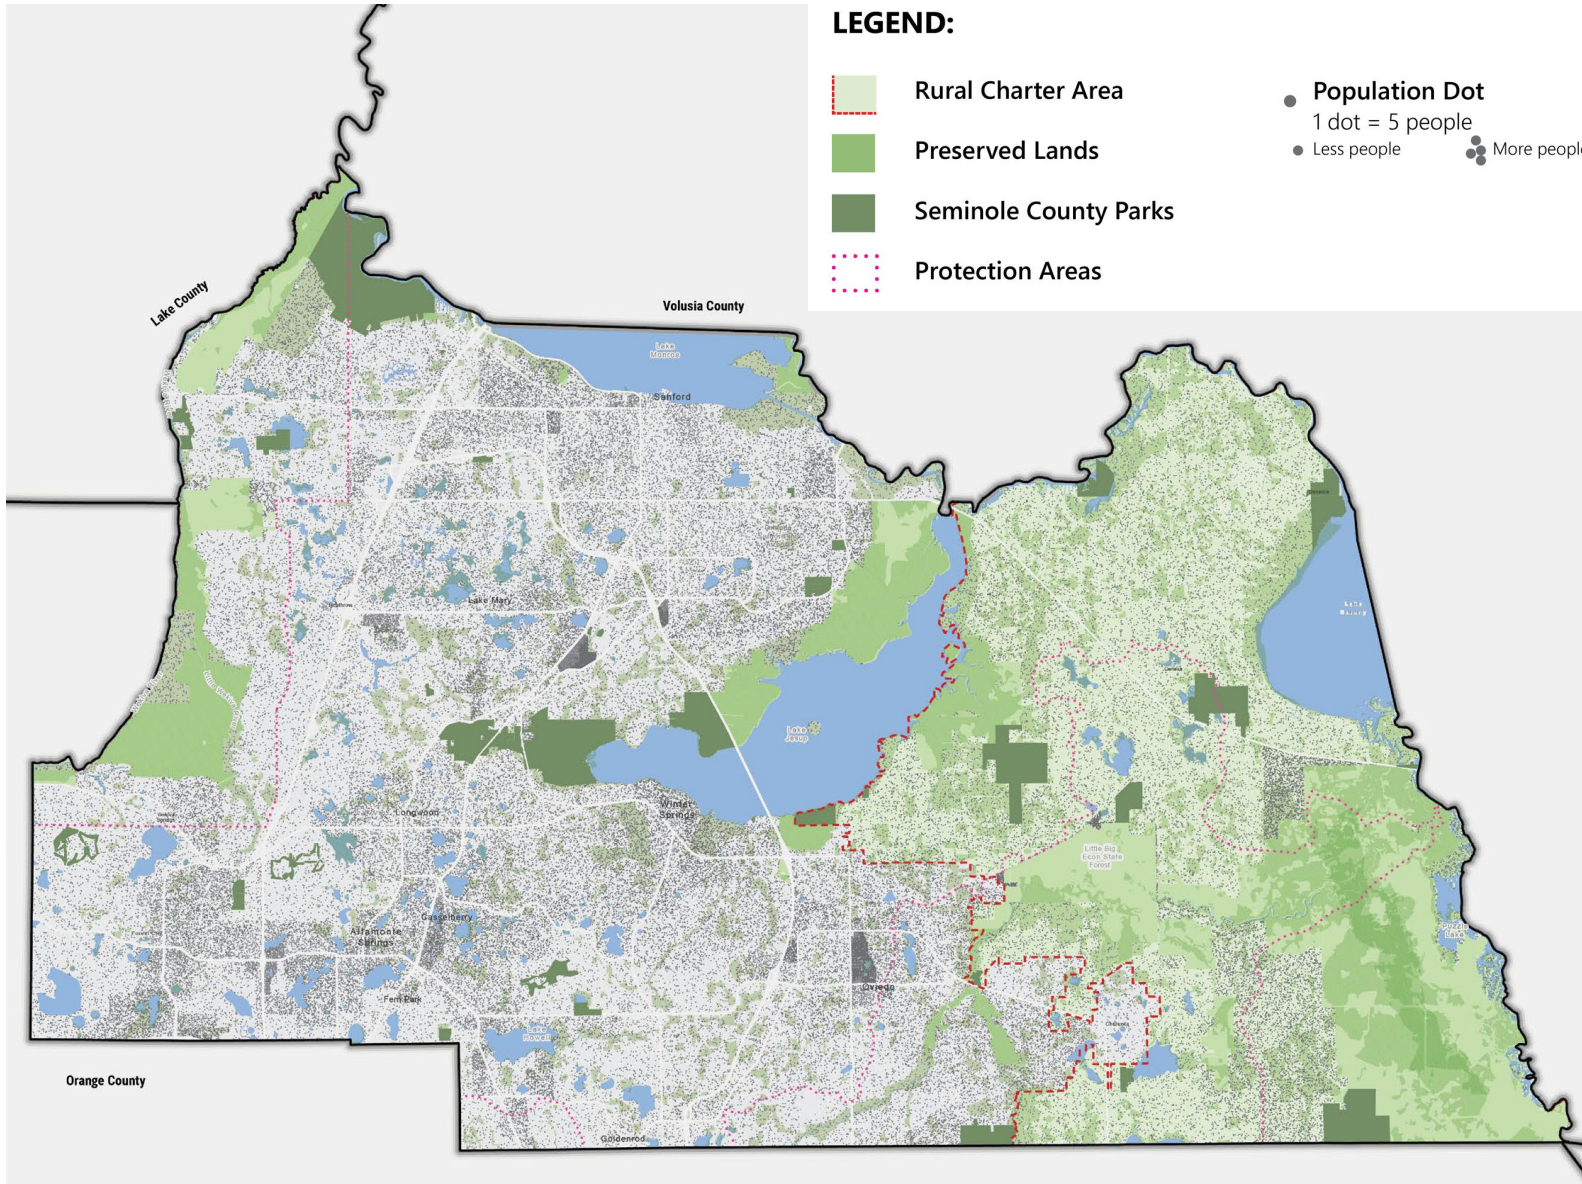 LEGEND:
Rural Charter Area
Preserved Lands
Seminole County Parks
Protection Areas
Population Dot
1 dot = 5 people
Less people
More people
Lake County
Volusia County
Lake
Monroe
Sanford
Lake Mary
Lake
Jesup
Winter
Springs
Longwood
Little Big
Econ State
Forest
Casselberry
Altamonte
Springs
Fern Park
Oviedo
Chuluota
Lake
Howell
Goldenrod
Orange County